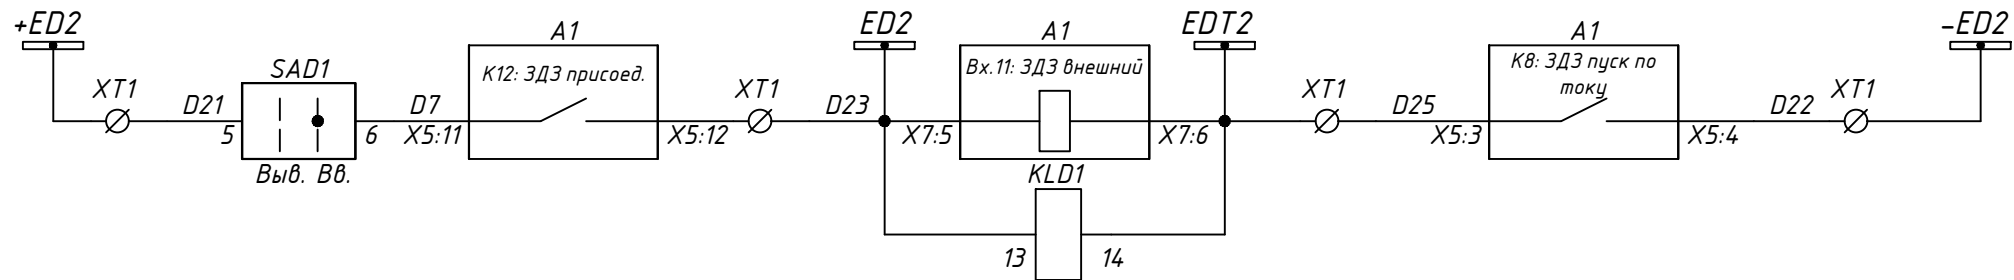 +ED2
ED2
EDT2
-ED2
A1
A1
A1
SAD1
K12: ЗДЗ присоед.
Вх.11: ЗДЗ внешний
K8: ЗДЗ пуск по
току
XT1
D21
D7
XT1
D23
XT1
D25
D22
XT1
5
6
X5:11
X5:12
X7:5
X7:6
X5:3
X5:4
Выв. Вв.
KLD1
13
14